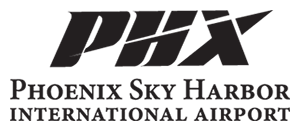 PHX
PHOENIX SKY HARBOR
INTERNATIONAL AIRPORT